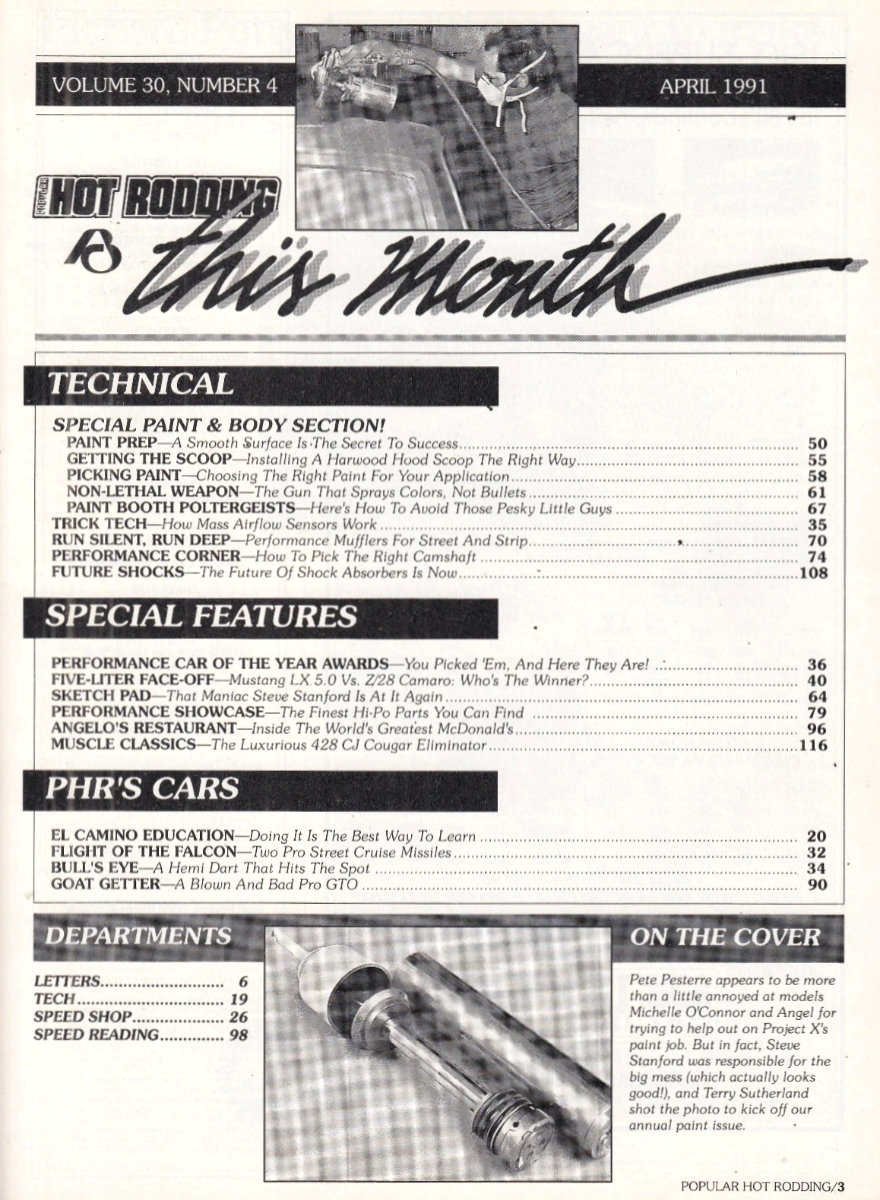 VOLUME 30, NUMBER 4
APRIL 1991
POPULAR HOT RODDING
this Month
TECHNICAL
SPECIAL PAINT & BODY SECTION!
PAINT PREP—A Smooth Surface Is The Secret To Success 50
GETTING THE SCOOP—Installing A Harwood Hood Scoop The Right Way 55
PICKING PAINT—Choosing The Right Paint For Your Application 58
NON-LETHAL WEAPON—The Gun That Sprays Colors, Not Bullets 61
PAINT BOOTH POLTERGEISTS—Here's How To Avoid Those Pesky Little Guys 67
TRICK TECH—How Mass Airflow Sensors Work 35
RUN SILENT, RUN DEEP—Performance Mufflers For Street And Strip 70
PERFORMANCE CORNER—How To Pick The Right Camshaft 74
FUTURE SHOCKS—The Future Of Shock Absorbers Is Now 108
SPECIAL FEATURES
PERFORMANCE CAR OF THE YEAR AWARDS—You Picked 'Em, And Here They Are! 36
FIVE-LITER FACE-OFF—Mustang LX 5.0 Vs. Z/28 Camaro: Who's The Winner? 40
SKETCH PAD—That Maniac Steve Stanford Is At It Again 64
PERFORMANCE SHOWCASE—The Finest Hi-Po Parts You Can Find 79
ANGELO'S RESTAURANT—Inside The World's Greatest McDonald's 96
MUSCLE CLASSICS—The Luxurious 428 CJ Cougar Eliminator 116
PHR'S CARS
EL CAMINO EDUCATION—Doing It Is The Best Way To Learn 20
FLIGHT OF THE FALCON—Two Pro Street Cruise Missiles 32
BULL'S EYE—A Hemi Dart That Hits The Spot 34
GOAT GETTER—A Blown And Bad Pro GTO 90
DEPARTMENTS
LETTERS 6
TECH 19
SPEED SHOP 26
SPEED READING 98
ON THE COVER
Pete Pesterre appears to be more
than a little annoyed at models
Michelle O'Connor and Angel for
trying to help out on Project X's
paint job. But in fact, Steve
Stanford was responsible for the
big mess (which actually looks
good!), and Terry Sutherland
shot the photo to kick off our
annual paint issue.
POPULAR HOT RODDING/3